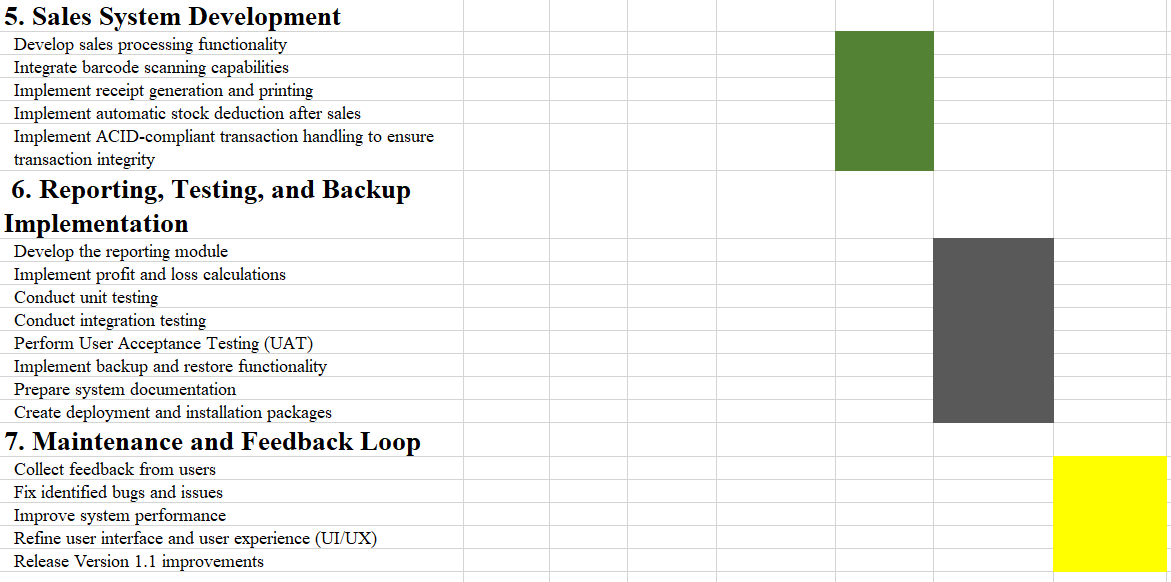 5. Sales System Development
Develop sales processing functionality
Integrate barcode scanning capabilities
Implement receipt generation and printing
Implement automatic stock deduction after sales
Implement ACID-compliant transaction handling to ensure
transaction integrity
6. Reporting, Testing, and Backup
Implementation
Develop the reporting module
Implement profit and loss calculations
Conduct unit testing
Conduct integration testing
Perform User Acceptance Testing (UAT)
Implement backup and restore functionality
Prepare system documentation
Create deployment and installation packages
7. Maintenance and Feedback Loop
Collect feedback from users
Fix identified bugs and issues
Improve system performance
Refine user interface and user experience (UI/UX)
Release Version 1.1 improvements